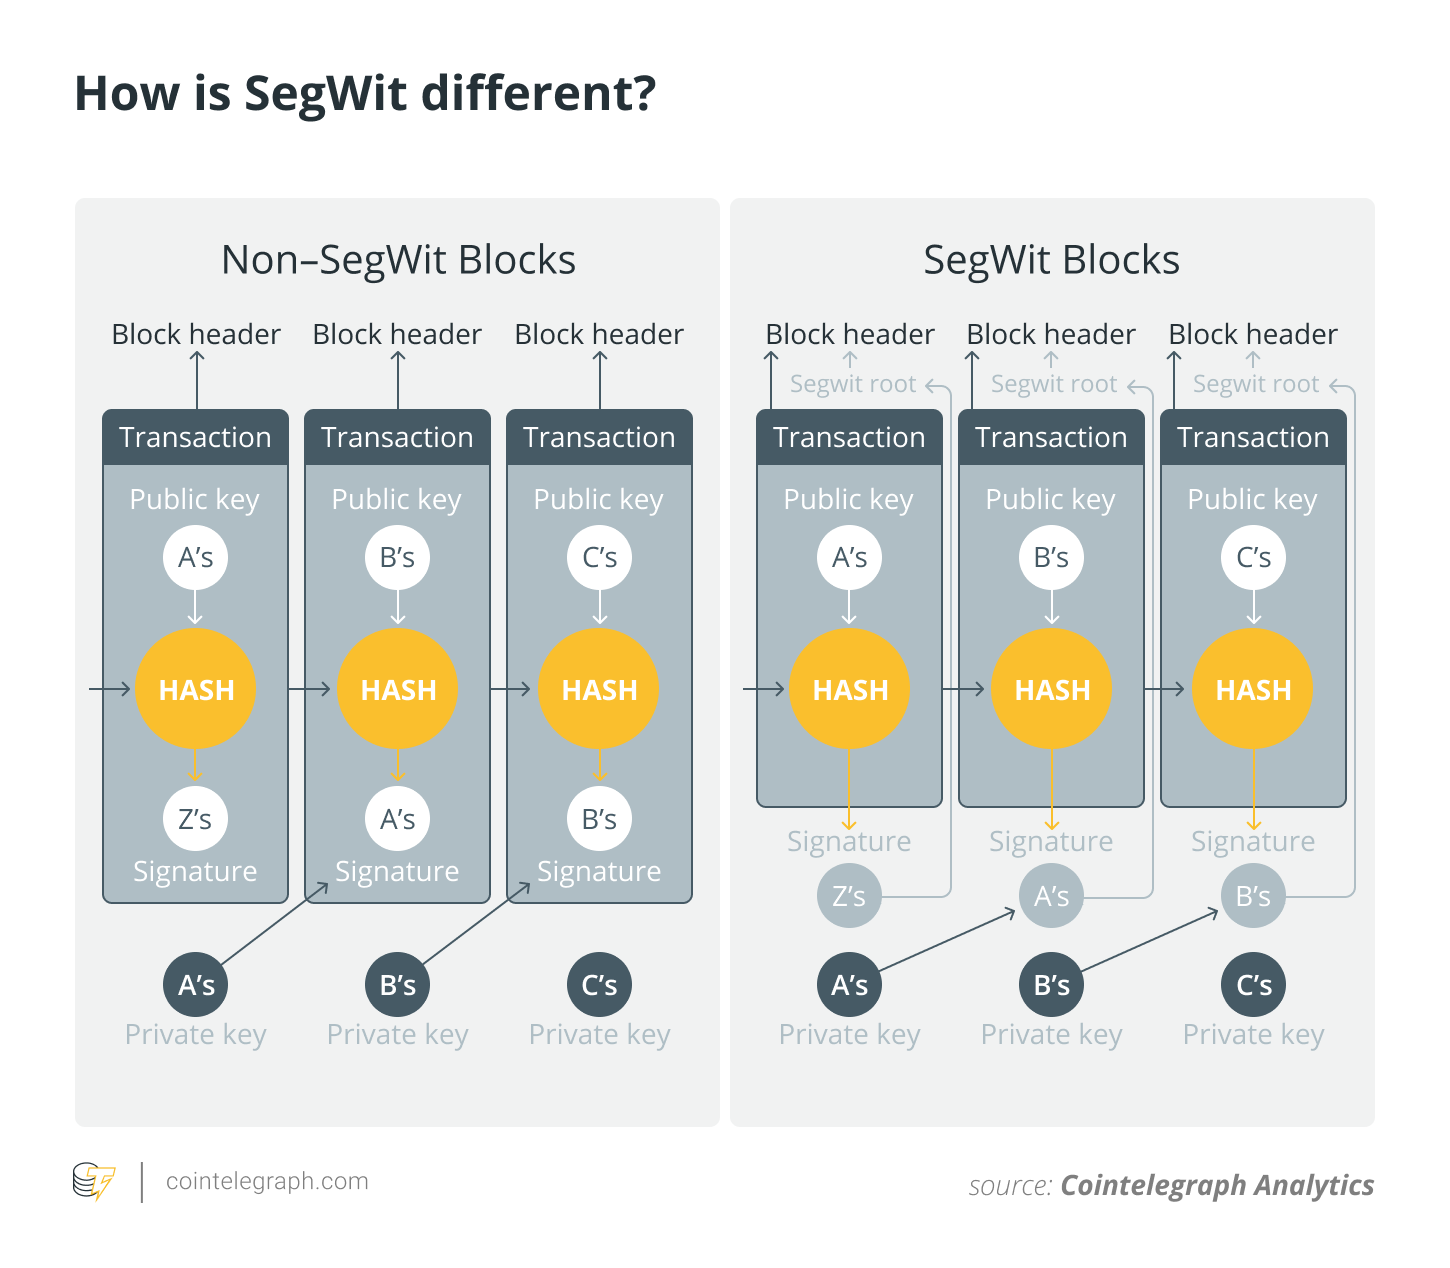 How is SegWit different?
Non–SegWit Blocks
Block header Block header Block header
Transaction Transaction Transaction
Public key Public key Public key
A’s B’s C’s
HASH HASH HASH
Z’s A’s B’s
Signature Signature Signature
A’s B’s C’s
Private key Private key Private key
SegWit Blocks
Block header Block header Block header
Segwit root Segwit root Segwit root
Transaction Transaction Transaction
Public key Public key Public key
A’s B’s C’s
HASH HASH HASH
Signature Signature Signature
Z’s A’s B’s
A’s B’s C’s
Private key Private key Private key
cointelegraph.com
source: Cointelegraph Analytics